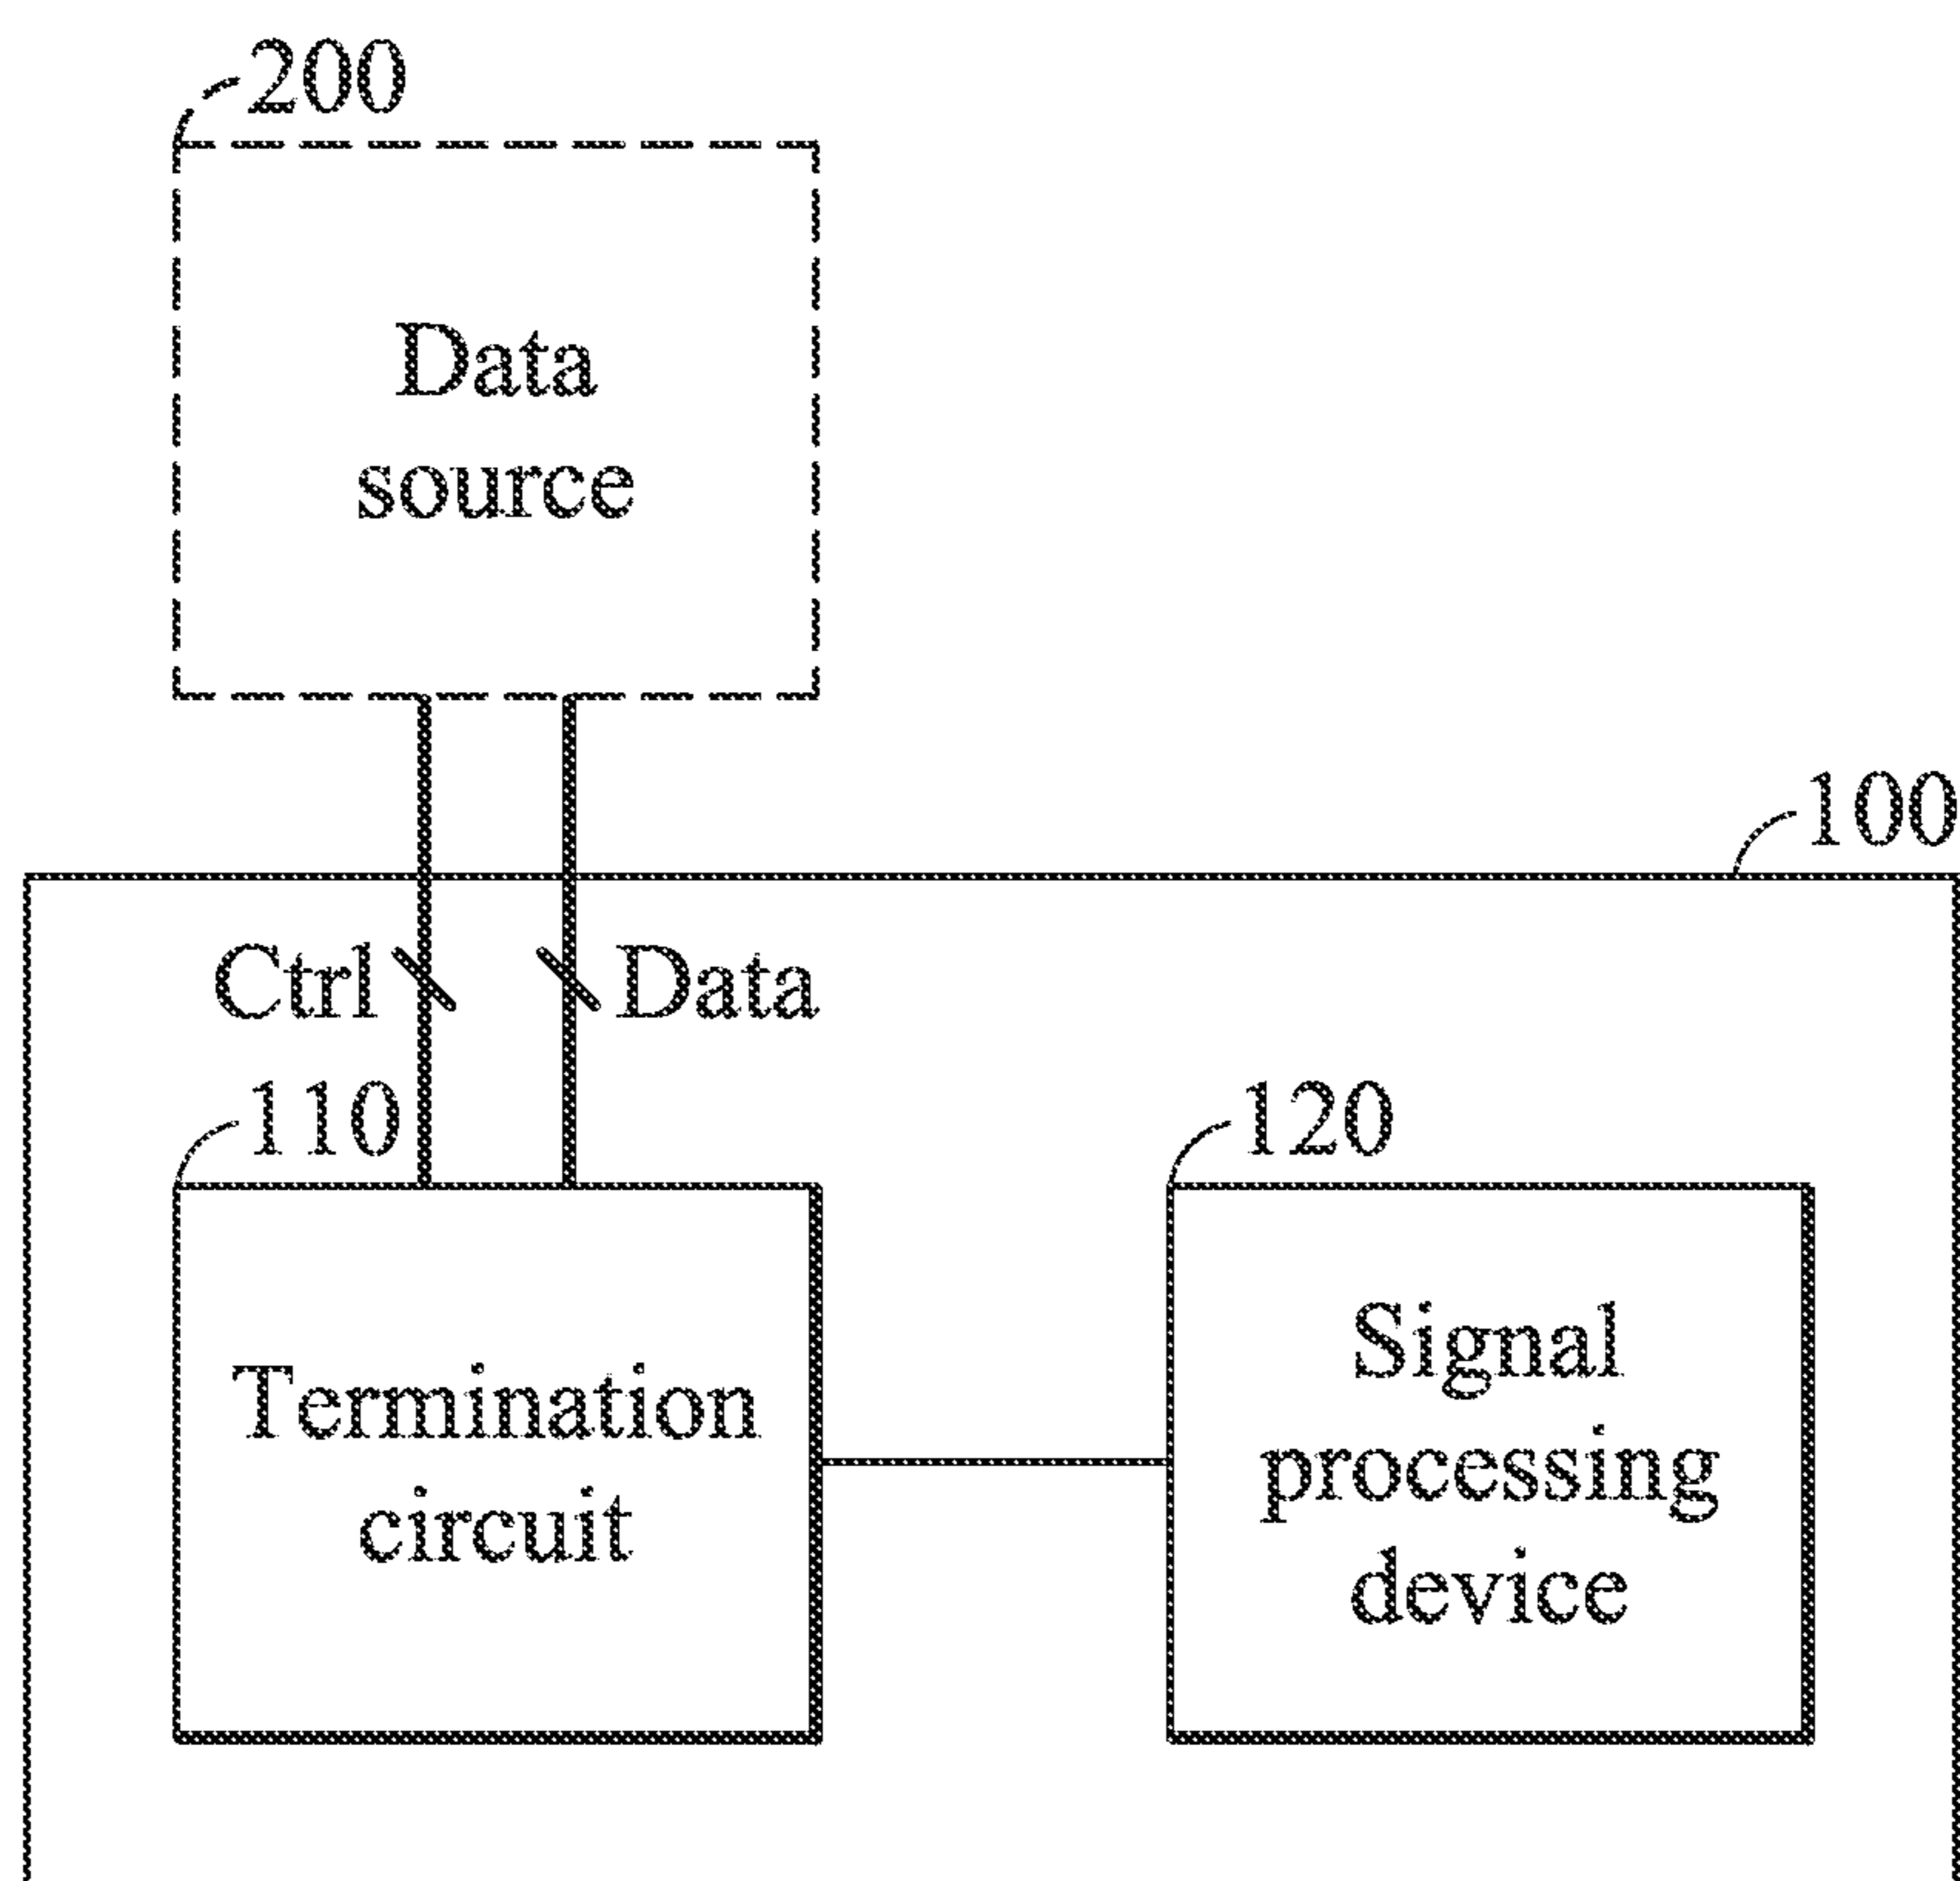 200
Data
source
100
Ctrl
Data
110
120
Termination
circuit
Signal
processing
device